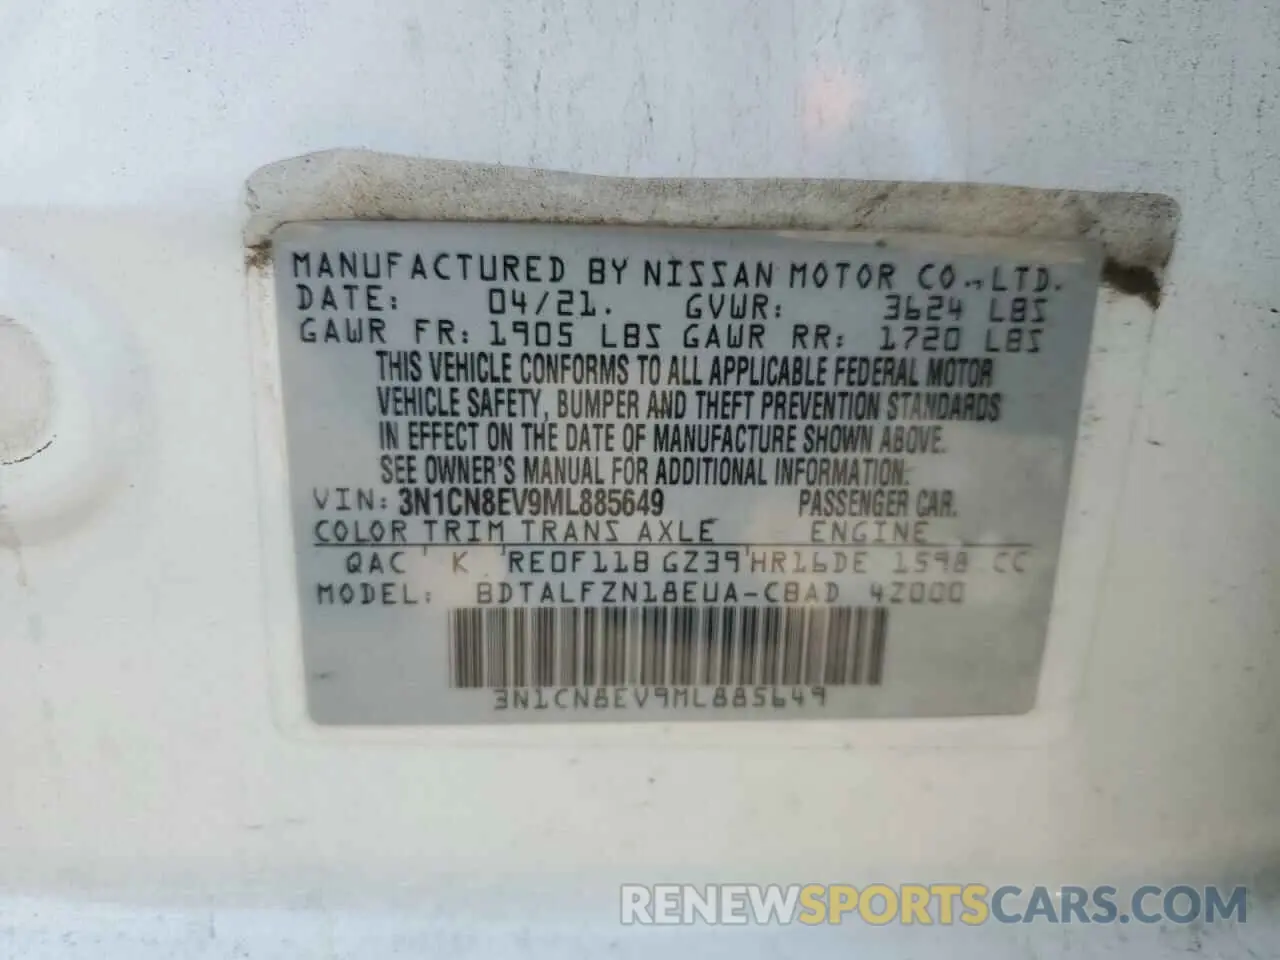 MANUFACTURED BY NISSAN MOTOR CO., LTD.
DATE: 04/21. GVWR: 3624 LBS
GAWR FR: 1905 LBS GAWR RR: 1720 LBS
THIS VEHICLE CONFORMS TO ALL APPLICABLE FEDERAL MOTOR
VEHICLE SAFETY, BUMPER AND THEFT PREVENTION STANDARDS
IN EFFECT ON THE DATE OF MANUFACTURE SHOWN ABOVE.
SEE OWNER'S MANUAL FOR ADDITIONAL INFORMATION.
VIN: 3N1CN8EV9ML885649 PASSENGER CAR.
COLOR TRIM TRANS AXLE ENGINE
QAC K RE0F11B GZ39 HR16DE 1598 CC
MODEL: BDTALFZN18EUA-CBAD 4Z000
3N1CN8EV9ML885649
RENEWSPORTSCARS.COM